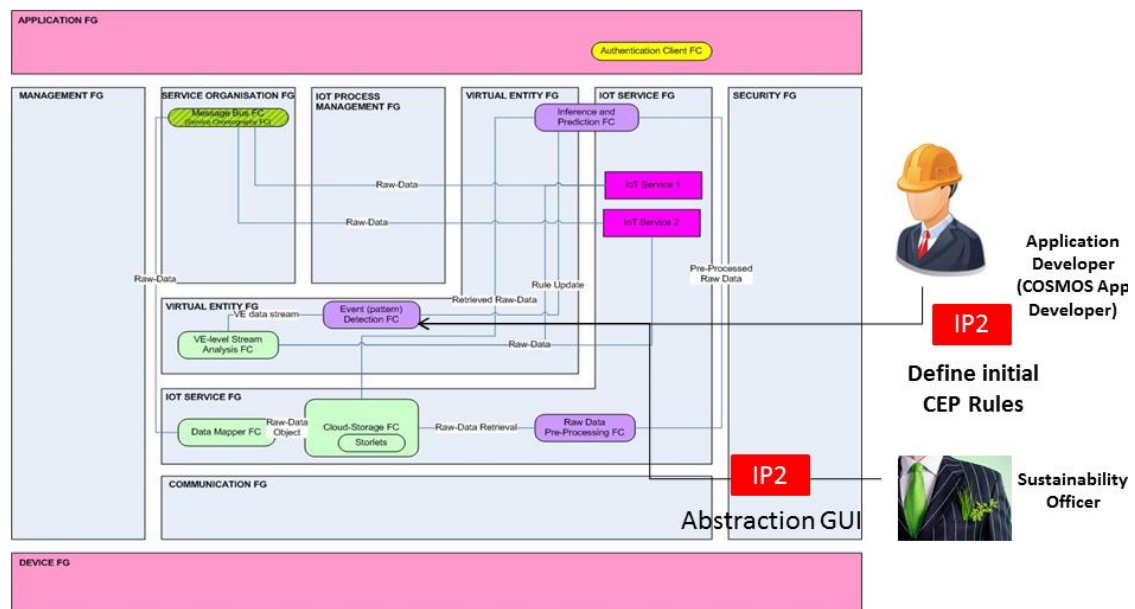 APPLICATION FG
Authentication Client FC
MANAGEMENT FG
SERVICE ORGANISATION FG
IOT PROCESS
MANAGEMENT FG
VIRTUAL ENTITY FG
IOT SERVICE FG
SECURITY FG
Message Bus FC
(Service Choreography FC)
Inference and
Prediction FC
Raw-Data
IoT Service 1
Raw-Data
IoT Service 2
Raw-Data
Rule Update
Pre-Processed
Raw Data
Retrieved Raw-Data
VIRTUAL ENTITY FG
VE data stream
Event (pattern)
Detection FC
VE-level Stream
Analysis FC
Raw-Data
IOT SERVICE FG
Data Mapper FC
Raw-Data
Object
Cloud-Storage FC
Storlets
Raw-Data Retrieval
Raw Data
Pre-Processing FC
COMMUNICATION FG
DEVICE FG
Application
Developer
(COSMOS App
Developer)
IP2
Define initial
CEP Rules
IP2
Abstraction GUI
Sustainability
Officer